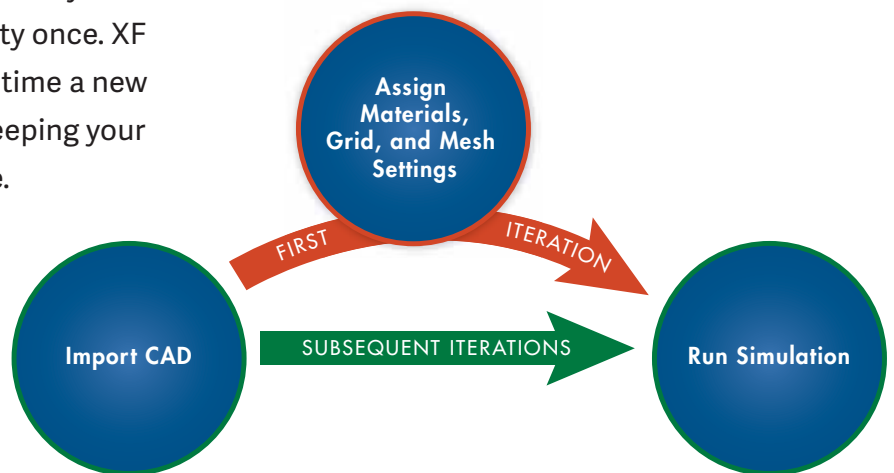 ty once. XF
time a new
eeping your
Assign
Materials,
Grid, and Mesh
Settings
FIRST ITERATION
Import CAD
SUBSEQUENT ITERATIONS
Run Simulation